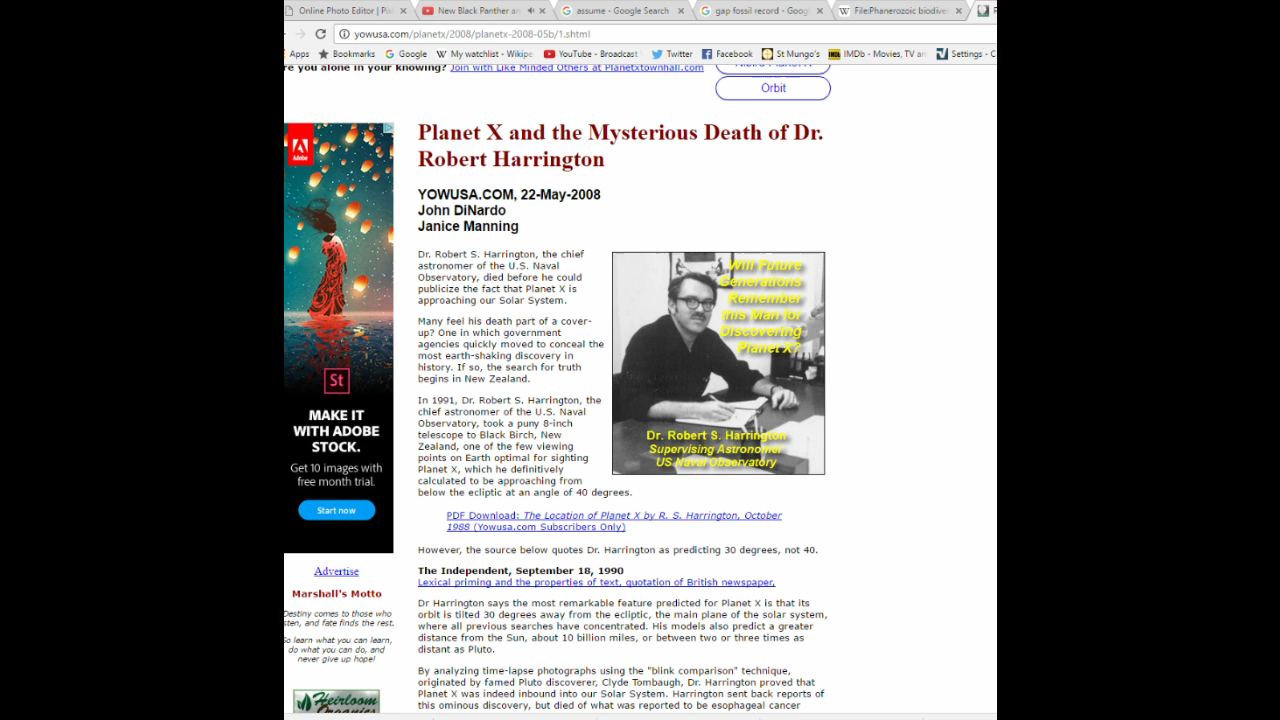 Online Photo Editor | Pix
New Black Panther an
assume - Google Search
gap fossil record - Goog
File:Phanerozoic biodive
yowusa.com/planetx/2008/planetx-2008-05b/1.shtml
Apps
Bookmarks
Google
My watchlist - Wikipe
YouTube - Broadcast
Twitter
Facebook
St Mungo's
IMDb - Movies, TV an
Settings - C
re you alone in your knowing? Join with Like Minded Others at Planetxtownhall.com
Orbit
Planet X and the Mysterious Death of Dr.
Robert Harrington
YOWUSA.COM, 22-May-2008
John DiNardo
Janice Manning
Dr. Robert S. Harrington, the chief
astronomer of the U.S. Naval
Observatory, died before he could
publicize the fact that Planet X is
approaching our Solar System.
Many feel his death part of a cover-
up? One in which government
agencies quickly moved to conceal the
most earth-shaking discovery in
history. If so, the search for truth
begins in New Zealand.
In 1991, Dr. Robert S. Harrington, the
chief astronomer of the U.S. Naval
Observatory, took a puny 8-inch
telescope to Black Birch, New
Zealand, one of the few viewing
points on Earth optimal for sighting
Planet X, which he definitively
calculated to be approaching from
below the ecliptic at an angle of 40 degrees.
Will Future
Generations
Remember
this Man for
Discovering
Planet X?
Dr. Robert S. Harrington
Supervising Astronomer
US Naval Observatory
PDF Download: The Location of Planet X by R. S. Harrington, October
1988 (Yowusa.com Subscribers Only)
However, the source below quotes Dr. Harrington as predicting 30 degrees, not 40.
The Independent, September 18, 1990
Lexical priming and the properties of text, quotation of British newspaper,
Dr Harrington says the most remarkable feature predicted for Planet X is that its
orbit is tilted 30 degrees away from the ecliptic, the main plane of the solar system,
where all previous searches have concentrated. His models also predict a greater
distance from the Sun, about 10 billion miles, or between two or three times as
distant as Pluto.
By analyzing time-lapse photographs using the "blink comparison" technique,
originated by famed Pluto discoverer, Clyde Tombaugh, Dr. Harrington proved that
Planet X was indeed inbound into our Solar System. Harrington sent back reports of
this ominous discovery, but died of what was reported to be esophageal cancer
Adobe
St
MAKE IT
WITH ADOBE
STOCK.
Get 10 images with
free month trial.
Start now
Advertise
Marshall's Motto
Destiny comes to those who
sten, and fate finds the rest.
So learn what you can learn,
do what you can do, and
never give up hope!
Heirloom
Organics